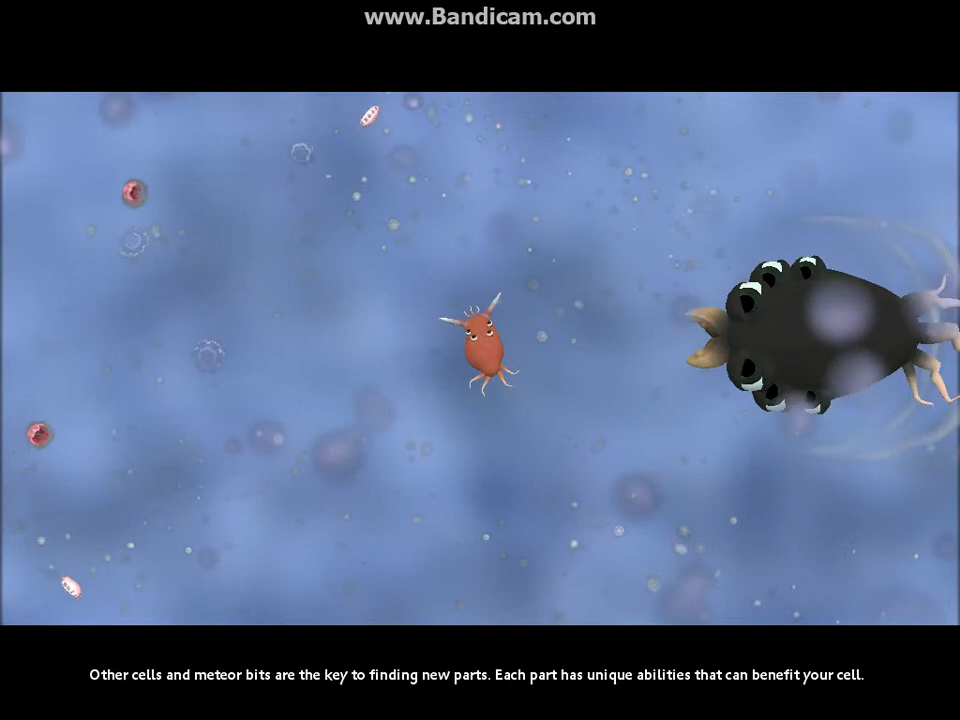 www.Bandicam.com
Other cells and meteor bits are the key to finding new parts. Each part has unique abilities that can benefit your cell.